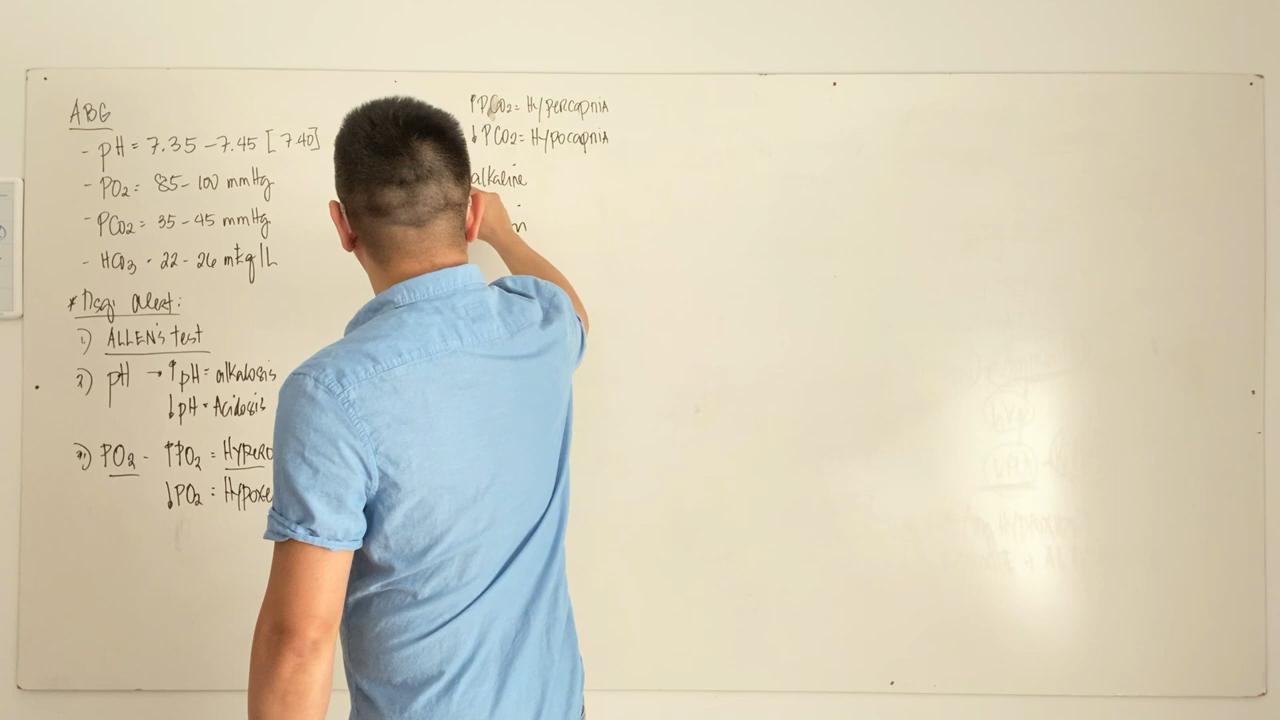 ABG
- pH = 7.35 - 7.45 [7.40]
- PO2 = 85 - 100 mmHg
- PCO2 = 35 - 45 mmHg
- HCO3 - 22 - 26 mEq/L
alert:
1) ALLEN's test
2) pH → ↑pH = alkalosis
↓pH = Acidosis
3) PO2 - ↑PO2 =
↓PO2 =
↑PCO2 = Hypercapnia
↓PCO2 = Hypocapnia
alkaline